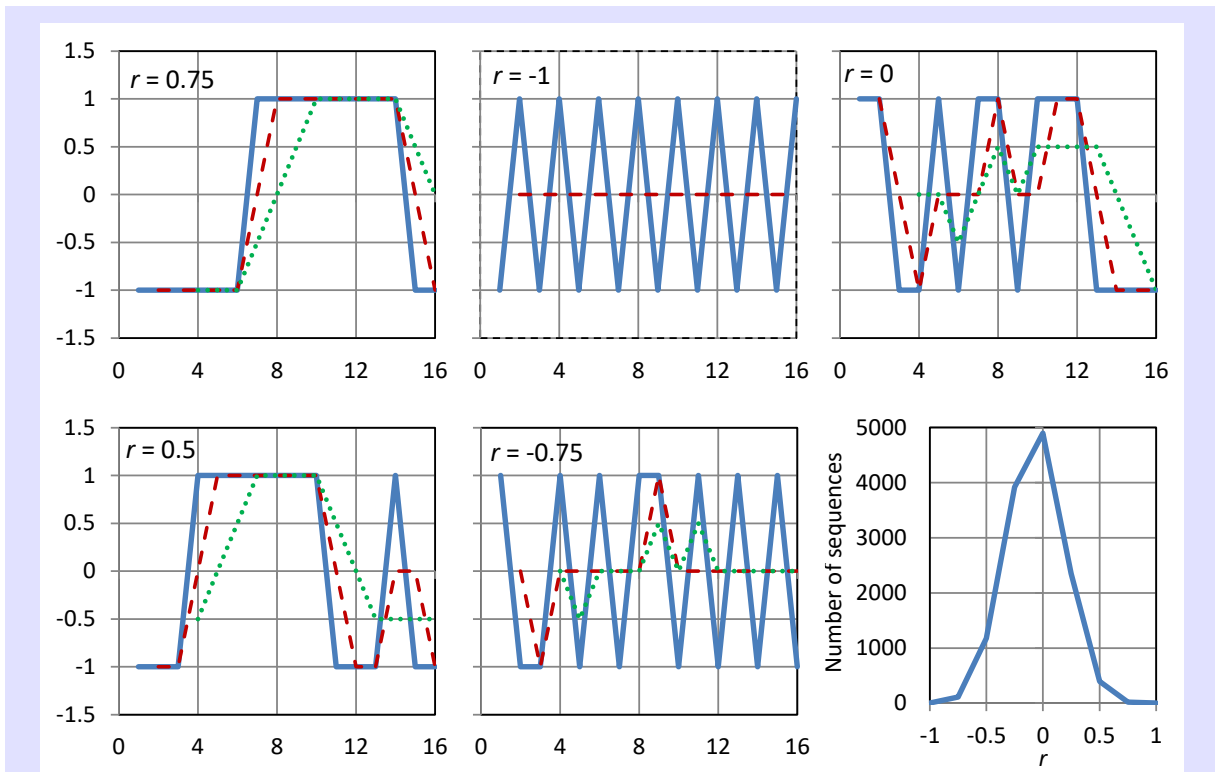 r = 0.75
1.5
1
0.5
0
-0.5
-1
-1.5
0 4 8 12 16
r = -1
0 4 8 12 16
r = 0
0 4 8 12 16
r = 0.5
1.5
1
0.5
0
-0.5
-1
-1.5
0 4 8 12 16
r = -0.75
0 4 8 12 16
Number of sequences
5000
4000
3000
2000
1000
0
-1 -0.5 0 0.5 1
r